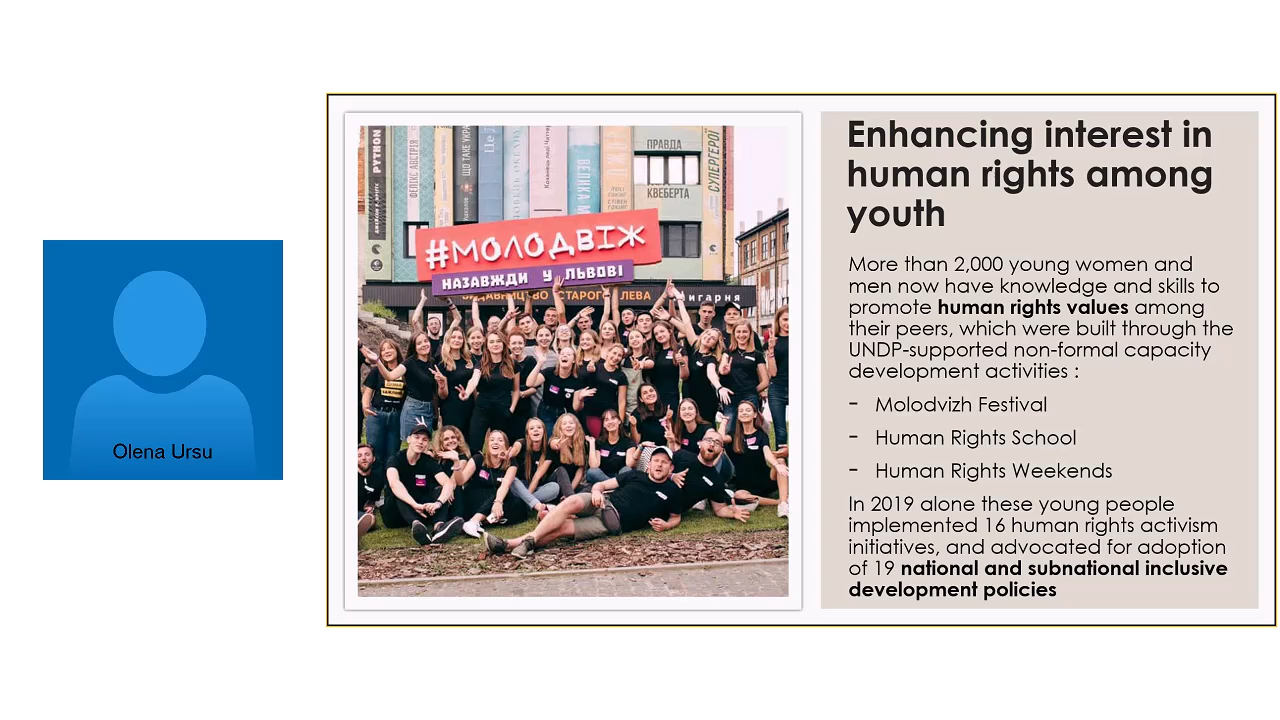 Olena Ursu
PYTHON
ФЕЛІКС АВСТРІЯ
ЩО ТАКЕ УКРА
ПРАВДА
КВЕБЕРТА
СУПЕРГЕРОЇ
#МОЛОДВІЖ
НАЗАВЖДИ У ЛЬВОВІ
ВИДАВНИЦТВО СТАРОГО ЛЕВА
Книгарня
Enhancing interest in
human rights among
youth
More than 2,000 young women and
men now have knowledge and skills to
promote human rights values among
their peers, which were built through the
UNDP-supported non-formal capacity
development activities :
- Molodvizh Festival
- Human Rights School
- Human Rights Weekends
In 2019 alone these young people
implemented 16 human rights activism
initiatives, and advocated for adoption
of 19 national and subnational inclusive
development policies